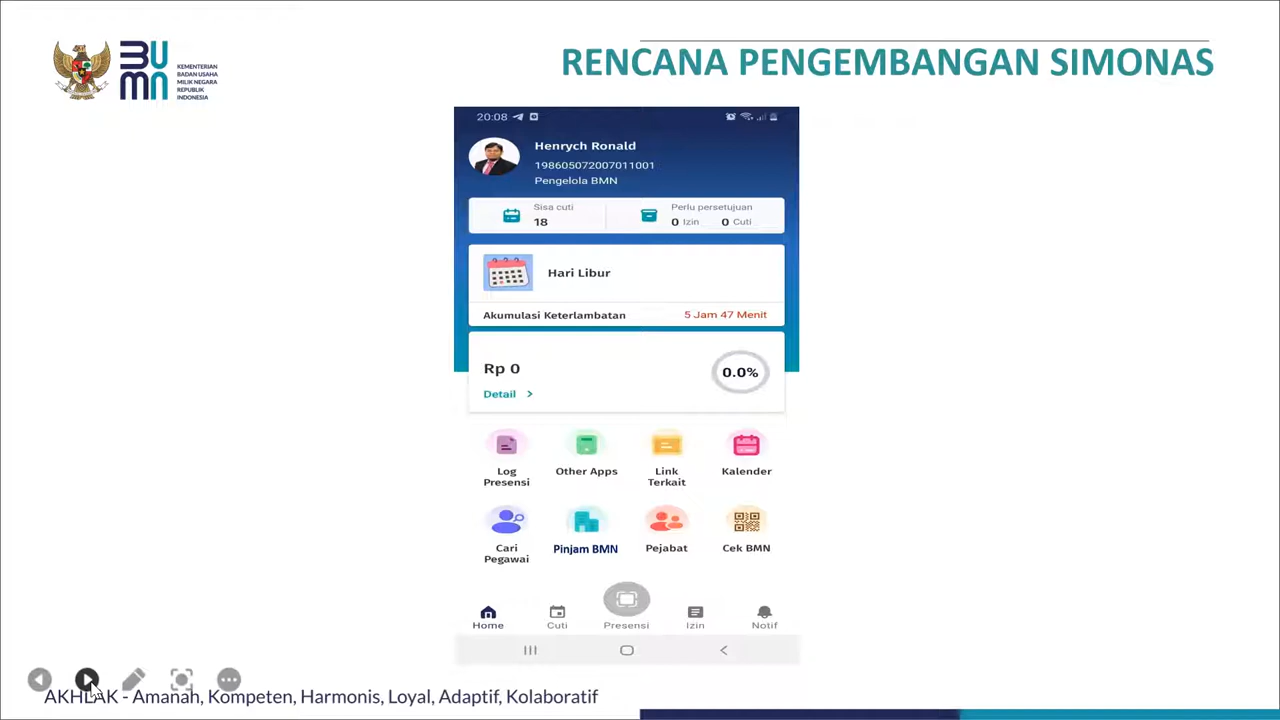 BUMN
KEMENTERIAN
BADAN USAHA
MILIK NEGARA
REPUBLIK
INDONESIA
RENCANA PENGEMBANGAN SIMONAS
20:08
Henrych Ronald
198605072007011001
Pengelola BMN
Sisa cuti
18
Perlu persetujuan
0 Izin 0 Cuti
Hari Libur
Akumulasi Keterlambatan 5 Jam 47 Menit
Rp 0
0.0%
Detail >
Log Presensi
Other Apps
Link Terkait
Kalender
Cari Pegawai
Pinjam BMN
Pejabat
Cek BMN
Home
Cuti
Presensi
Izin
Notif
AKHLAK - Amanah, Kompeten, Harmonis, Loyal, Adaptif, Kolaboratif